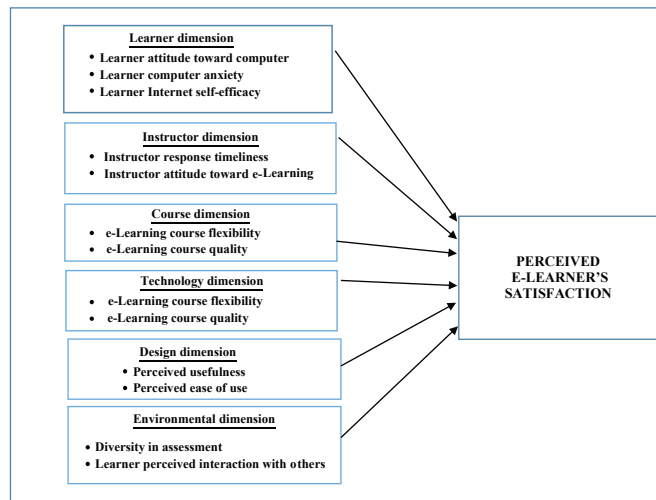 Learner dimension
• Learner attitude toward computer
• Learner computer anxiety
• Learner Internet self-efficacy
Instructor dimension
• Instructor response timeliness
• Instructor attitude toward e-Learning
Course dimension
• e-Learning course flexibility
• e-Learning course quality
Technology dimension
• e-Learning course flexibility
• e-Learning course quality
Design dimension
• Perceived usefulness
• Perceived ease of use
Environmental dimension
• Diversity in assessment
• Learner perceived interaction with others
PERCEIVED
E-LEARNER'S
SATISFACTION